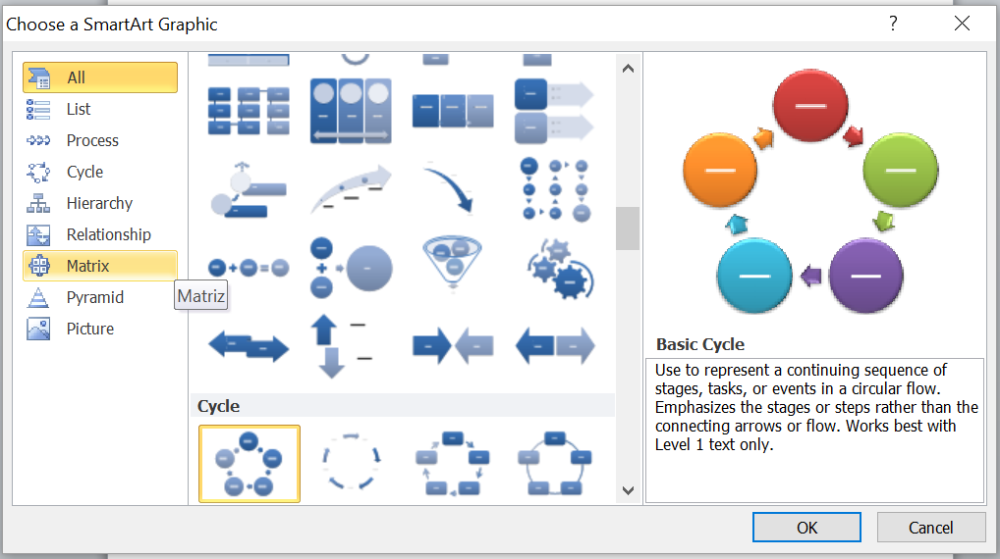 Choose a SmartArt Graphic
?
All
List
Process
Cycle
Hierarchy
Relationship
Matrix
Pyramid
Picture
Matriz
Cycle
Basic Cycle
Use to represent a continuing sequence of
stages, tasks, or events in a circular flow.
Emphasizes the stages or steps rather than the
connecting arrows or flow. Works best with
Level 1 text only.
OK
Cancel